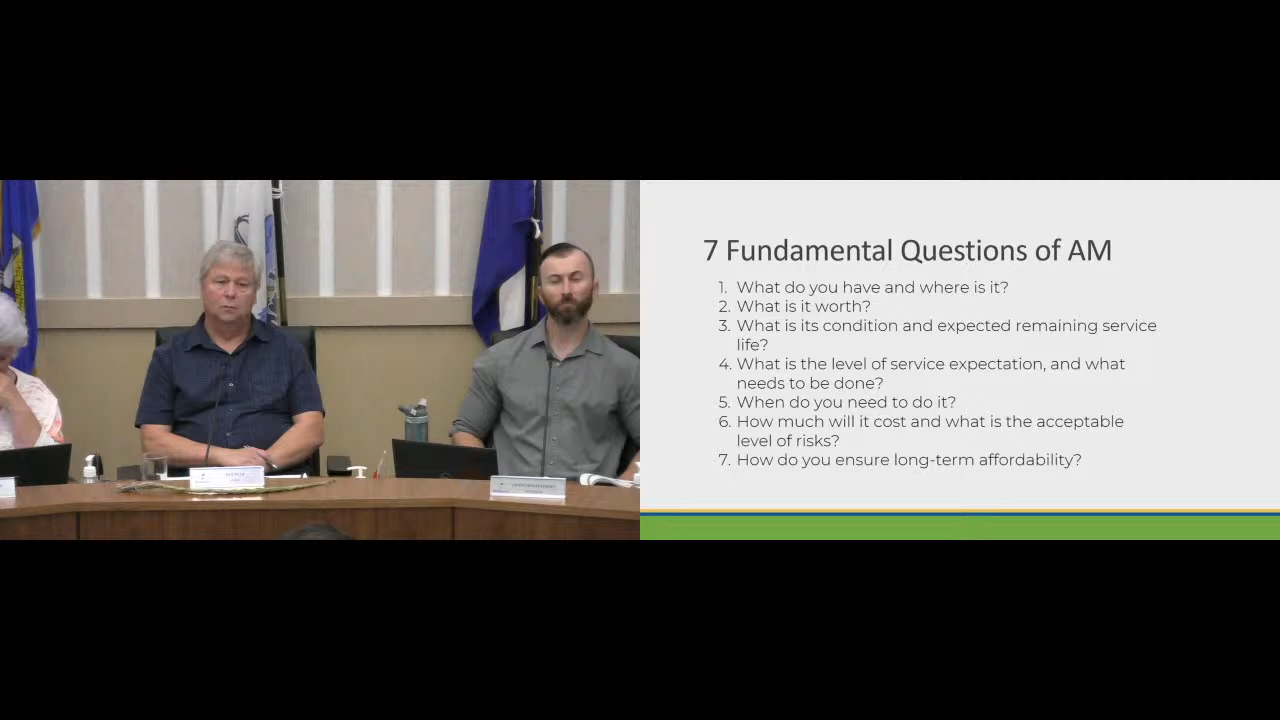 7 Fundamental Questions of AM
1. What do you have and where is it?
2. What is it worth?
3. What is its condition and expected remaining service
life?
4. What is the level of service expectation, and what
needs to be done?
5. When do you need to do it?
6. How much will it cost and what is the acceptable
level of risks?
7. How do you ensure long-term affordability?